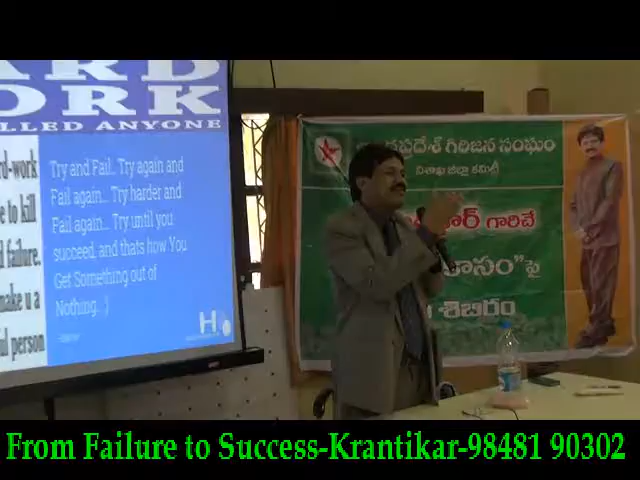 ARD
ORK
LLED ANYONE
rd-work
e to kill
d failure.
make u a
d person
Try and Fail.. Try again and
Fail again... Try harder and
Fail again... Try until you
succeed, and thats how You
Get Something out of
Nothing. :)
H
ప్రదేశ్ గిరిజన సంఘం
విశాఖ జిల్లా కమిటీ
గారిచే
పై
శిబిరం
From Failure to Success-Krantikar-98481 90302